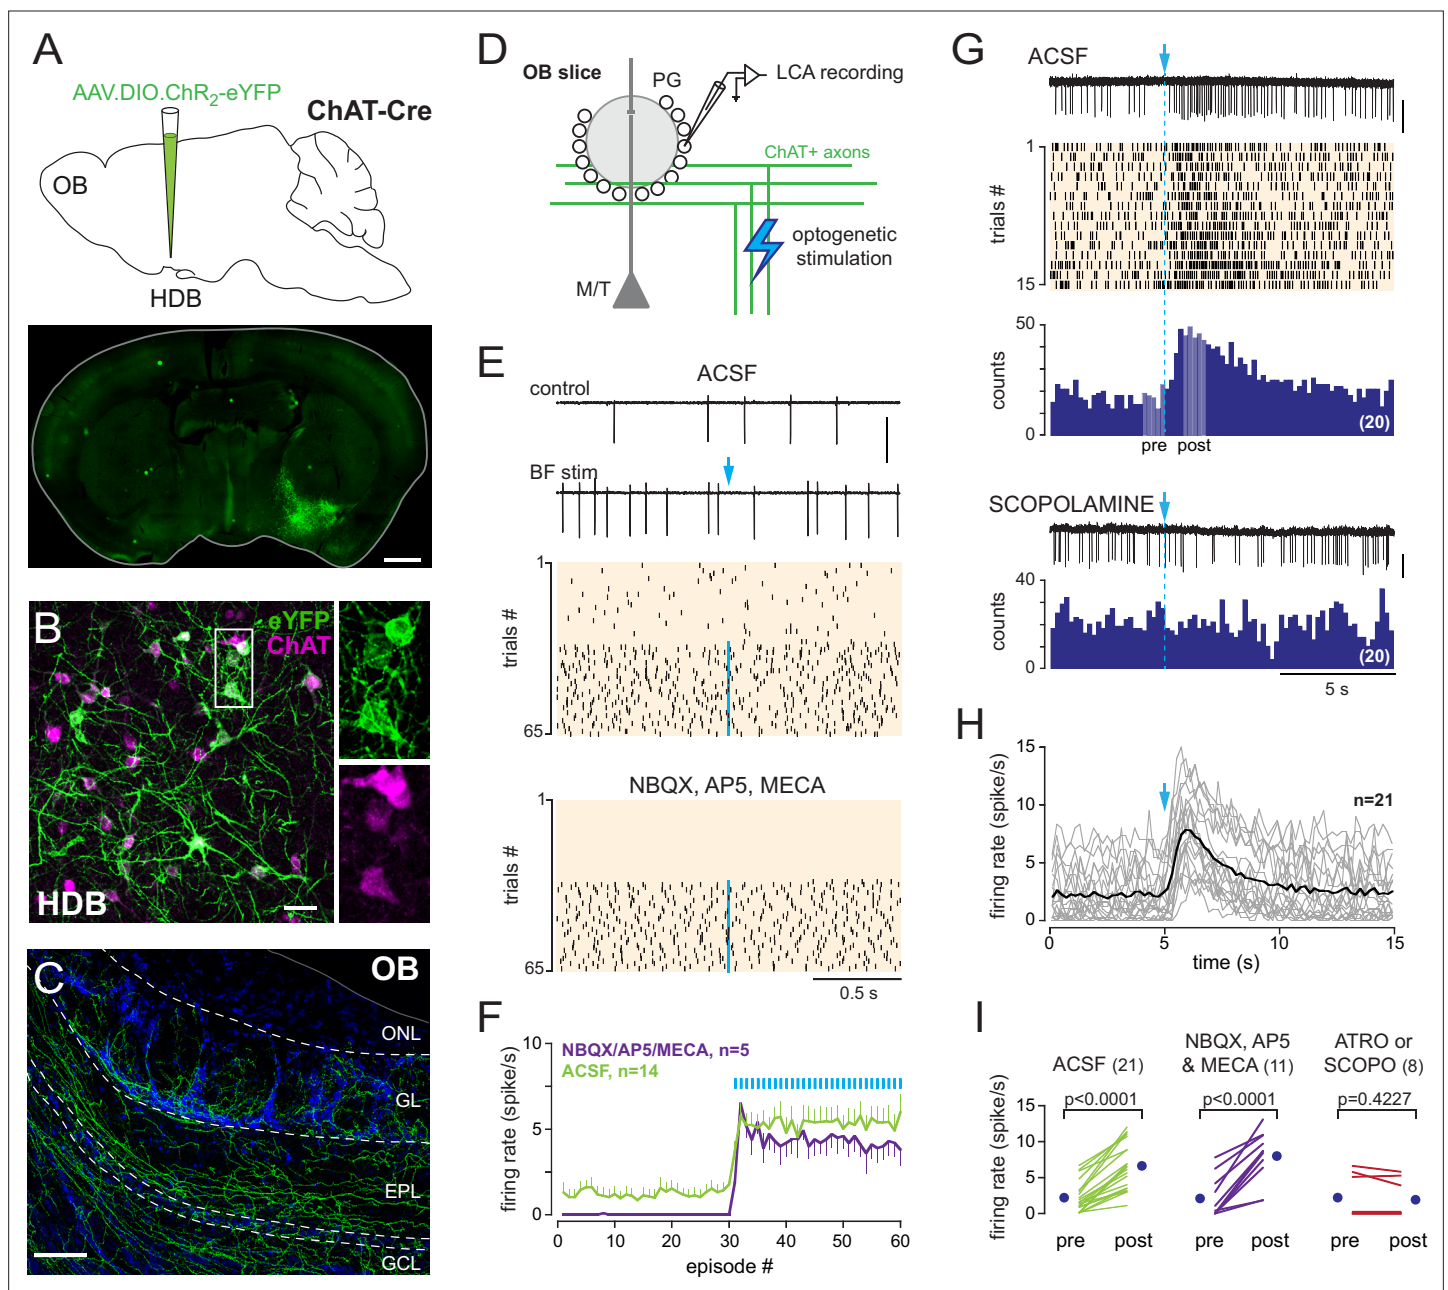 A
AAV.DIO.ChR2-eYFP
ChAT-Cre
OB
HDB
B
eYFP
ChAT
HDB
C
OB
ONL
GL
EPL
GCL
D
OB slice
PG
LCA recording
ChAT+ axons
optogenetic
stimulation
M/T
E
ACSF
control
BF stim
1
trials #
65
NBQX, AP5, MECA
1
trials #
65
0.5 s
F
NBQX/AP5/MECA, n=5
ACSF, n=14
10
5
0
firing rate (spike/s)
0 10 20 30 40 50 60
episode #
G
ACSF
1
trials #
15
50
counts
0
(20)
pre post
SCOPOLAMINE
40
counts
0
(20)
5 s
H
15
10
5
0
firing rate (spike/s)
n=21
0 5 10 15
time (s)
I
ACSF (21)
NBQX, AP5
& MECA (11)
ATRO or
SCOPO (8)
p<0.0001 p<0.0001 p=0.4227
15
10
5
0
firing rate (spike/s)
pre post pre post pre post